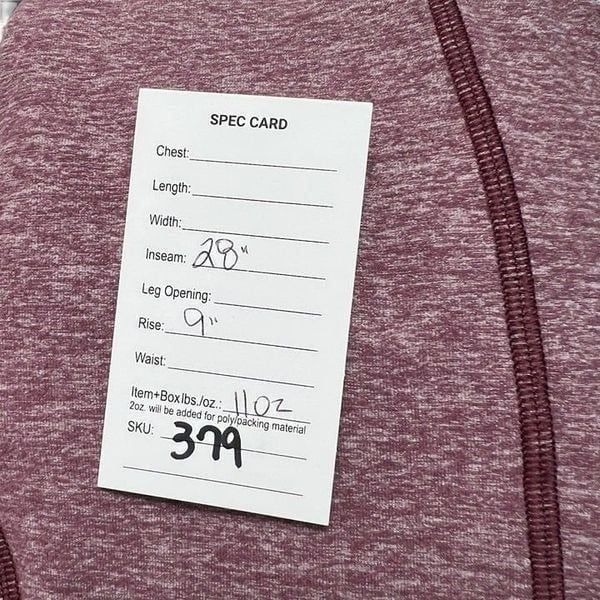 SPEC CARD
Chest:
Length:
Width:
Inseam: 28"
Leg Opening:
Rise: 9"
Waist:
Item+Box lbs./oz.: 11oz
2oz. will be added for poly/packing material
SKU: 379